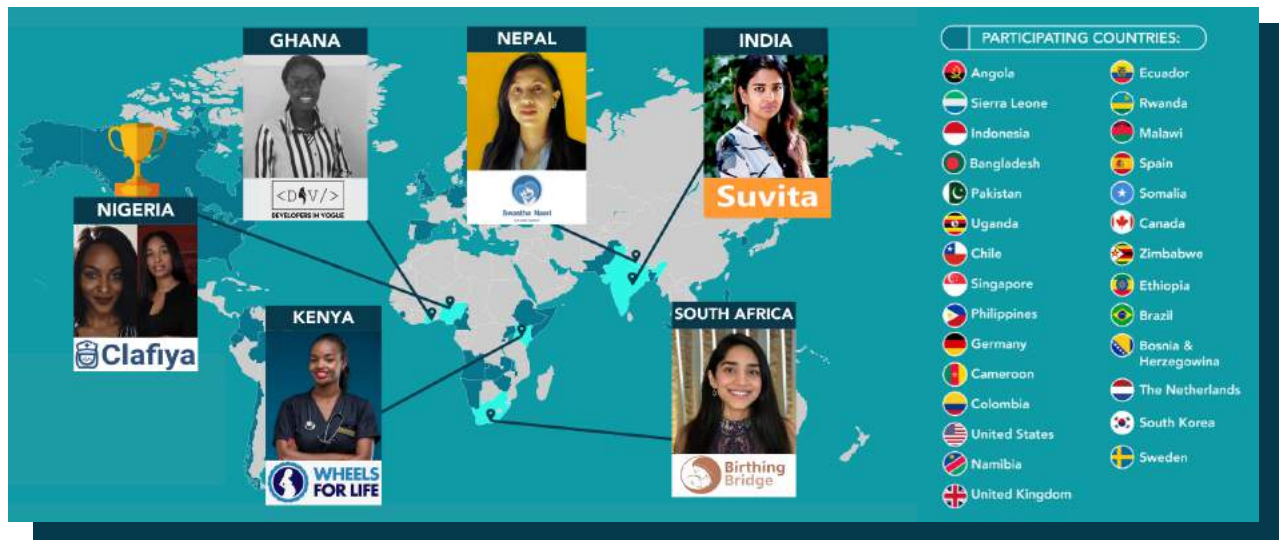 GHANA
<D V/>
DEVELOPERS IN VOGUE
NEPAL
Swastha Maari
INDIA
Suvita
NIGERIA
Clafiya
KENYA
WHEELS
FOR LIFE
SOUTH AFRICA
Birthing
Bridge
PARTICIPATING COUNTRIES:
Angola
Sierra Leone
Indonesia
Bangladesh
Pakistan
Uganda
Chile
Singapore
Philippines
Germany
Cameroon
Colombia
United States
Namibia
United Kingdom
Ecuador
Rwanda
Malawi
Spain
Somalia
Canada
Zimbabwe
Ethiopia
Brazil
Bosnia &
Herzegowina
The Netherlands
South Korea
Sweden